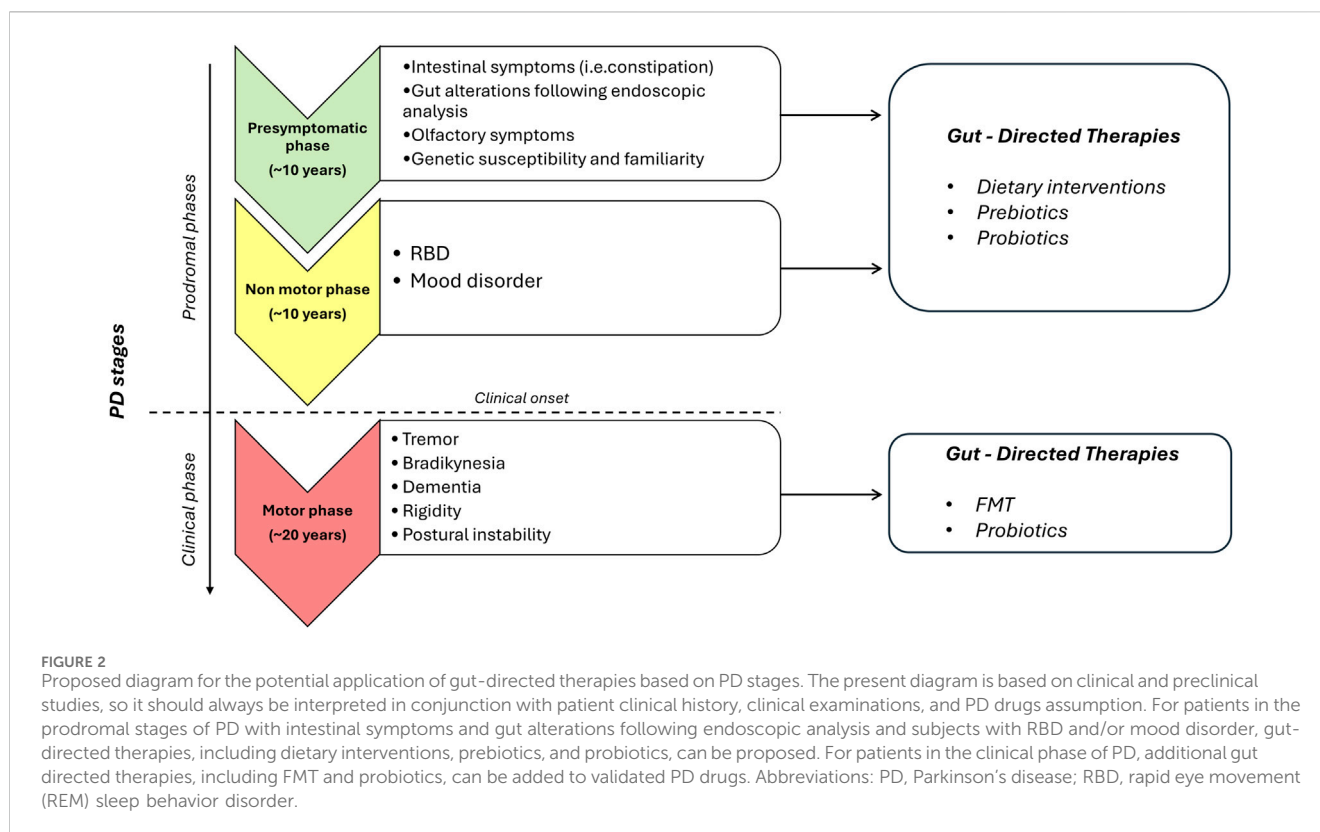 PD stages
Prodromal phases
Presymptomatic
phase
(~10 years)
•Intestinal symptoms (i.e.constipation)
•Gut alterations following endoscopic
analysis
•Olfactory symptoms
•Genetic susceptibility and familiarity
Gut - Directed Therapies
• Dietary interventions
• Prebiotics
• Probiotics
Non motor phase
(~10 years)
• RBD
• Mood disorder
Clinical onset
Clinical phase
Motor phase
(~20 years)
• Tremor
• Bradikynesia
• Dementia
• Rigidity
• Postural instability
Gut - Directed Therapies
• FMT
• Probiotics
FIGURE 2
Proposed diagram for the potential application of gut-directed therapies based on PD stages. The present diagram is based on clinical and preclinical
studies, so it should always be interpreted in conjunction with patient clinical history, clinical examinations, and PD drugs assumption. For patients in the
prodromal stages of PD with intestinal symptoms and gut alterations following endoscopic analysis and subjects with RBD and/or mood disorder, gut-
directed therapies, including dietary interventions, prebiotics, and probiotics, can be proposed. For patients in the clinical phase of PD, additional gut
directed therapies, including FMT and probiotics, can be added to validated PD drugs. Abbreviations: PD, Parkinson's disease; RBD, rapid eye movement
(REM) sleep behavior disorder.